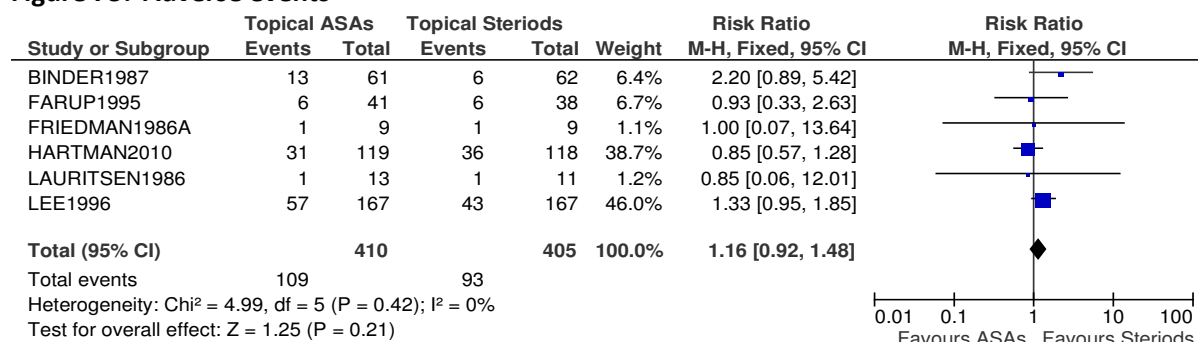 Topical ASAs Topical Steriods Risk Ratio Risk Ratio
Study or Subgroup Events Total Events Total Weight M-H, Fixed, 95% CI M-H, Fixed, 95% CI
BINDER1987 13 61 6 62 6.4% 2.20 [0.89, 5.42]
FARUP1995 6 41 6 38 6.7% 0.93 [0.33, 2.63]
FRIEDMAN1986A 1 9 1 9 1.1% 1.00 [0.07, 13.64]
HARTMAN2010 31 119 36 118 38.7% 0.85 [0.57, 1.28]
LAURITSEN1986 1 13 1 11 1.2% 0.85 [0.06, 12.01]
LEE1996 57 167 43 167 46.0% 1.33 [0.95, 1.85]
Total (95% CI) 410 405 100.0% 1.16 [0.92, 1.48]
Total events 109 93
Heterogeneity: Chi² = 4.99, df = 5 (P = 0.42); I² = 0%
Test for overall effect: Z = 1.25 (P = 0.21)
0.01 0.1 1 10 100
Favours ASAs Favours Steriods